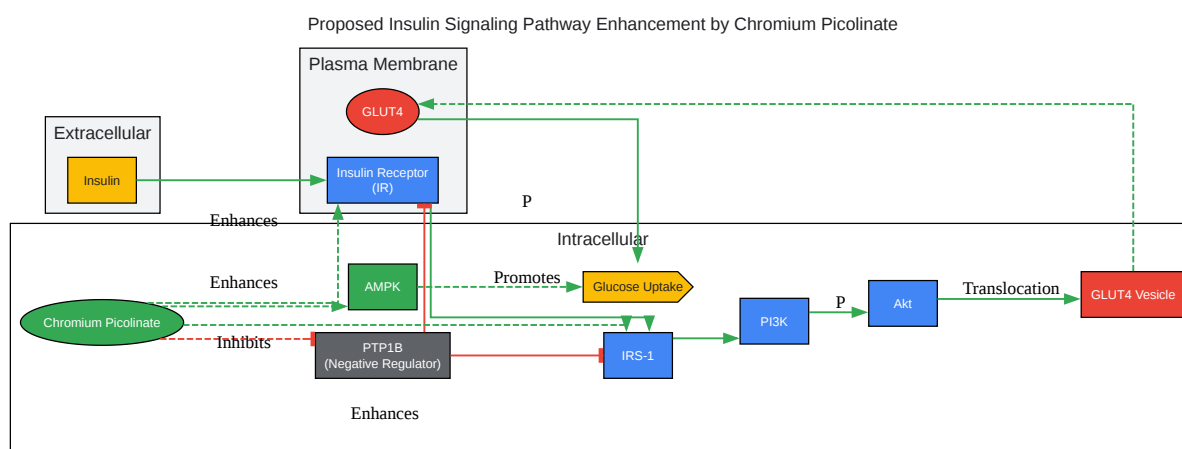 Proposed Insulin Signaling Pathway Enhancement by Chromium Picolinate
Plasma Membrane
GLUT4
Extracellular
Insulin
Insulin Receptor
(IR)
P
Enhances
Intracellular
Enhances
AMPK
Promotes
Glucose Uptake
Chromium Picolinate
Inhibits
PTP1B
(Negative Regulator)
IRS-1
PI3K
P
Akt
Translocation
GLUT4 Vesicle
Enhances